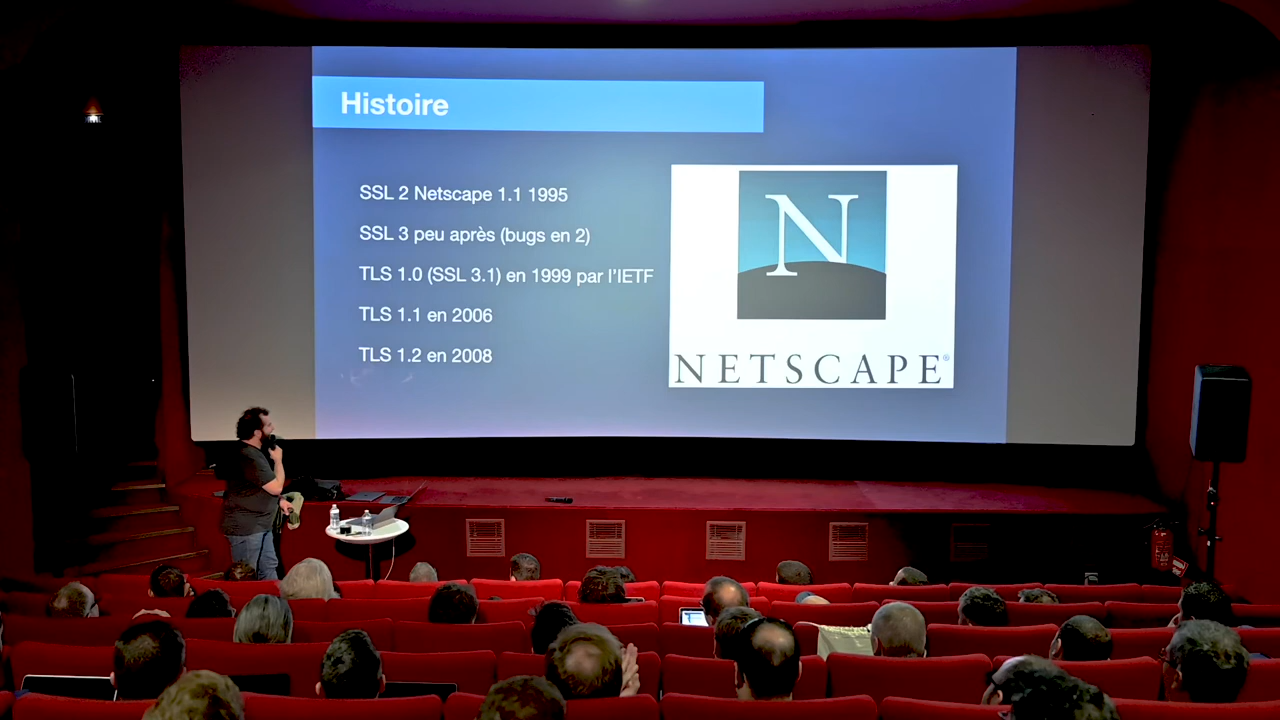 Histoire
SSL 2 Netscape 1.1 1995
SSL 3 peu après (bugs en 2)
TLS 1.0 (SSL 3.1) en 1999 par l'IETF
TLS 1.1 en 2006
TLS 1.2 en 2008
N
NETSCAPE®